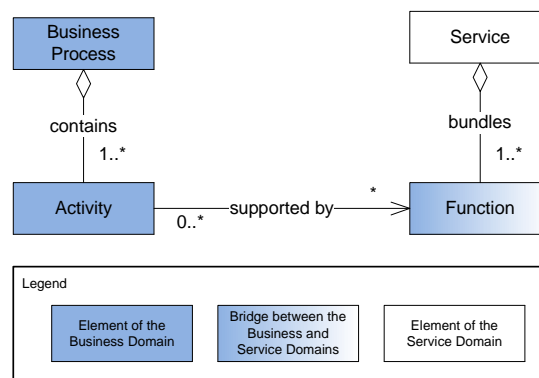 Business
Process
Service
contains
bundles
1..*
1..*
Activity
0..*
supported by
*
Function
Legend
Element of the
Business Domain
Bridge between the
Business and
Service Domains
Element of the
Service Domain